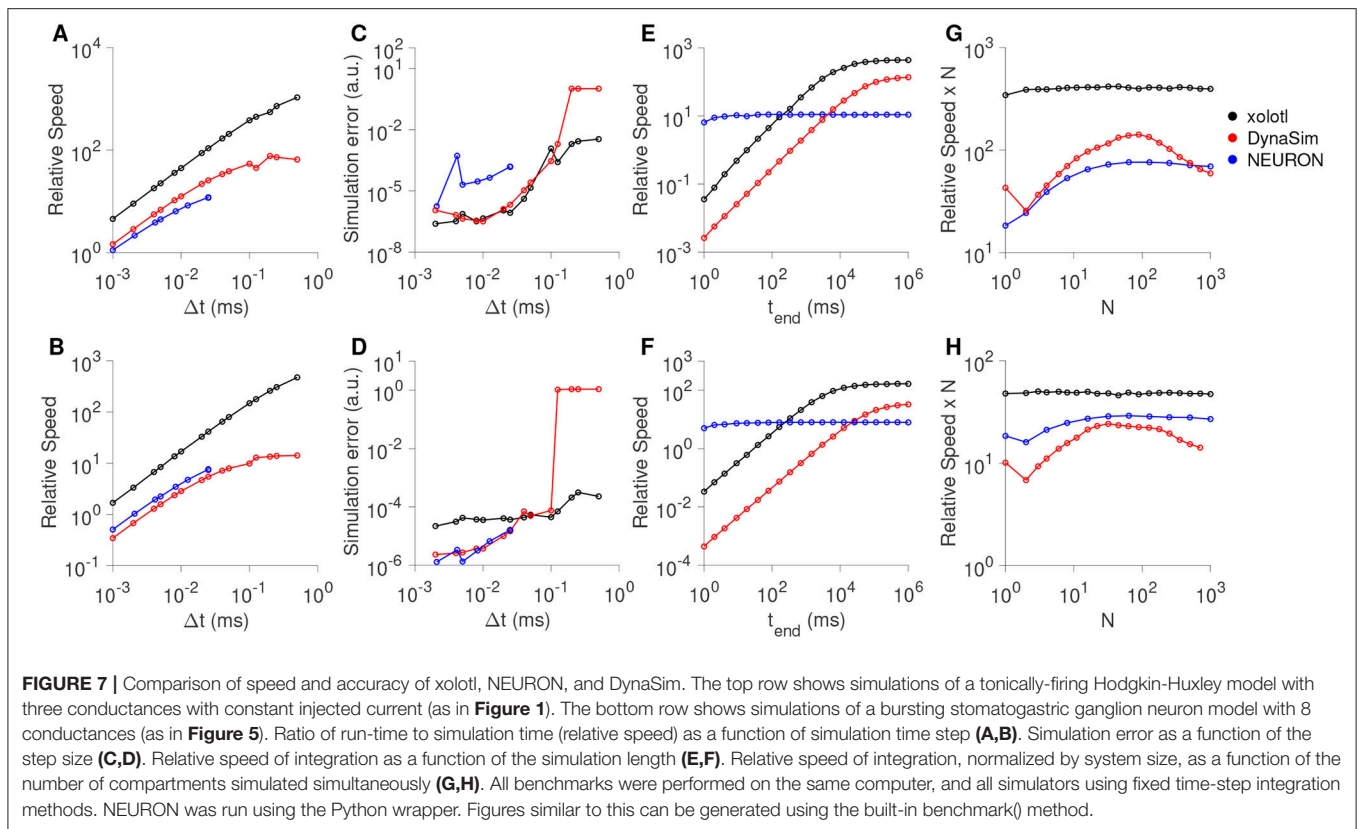 A
Relative Speed
10^4
10^2
10^0
10^-3
10^-2
10^-1
10^0
Δt (ms)
C
Simulation error (a.u.)
10^2
10^1
10^-2
10^-5
10^-8
10^-3
10^-2
10^-1
10^0
Δt (ms)
E
Relative Speed
10^3
10^1
10^-1
10^-3
10^0
10^2
10^4
10^6
t_end (ms)
G
Relative Speed x N
10^3
10^2
10^1
10^0
10^1
10^2
10^3
N
xolotl
DynaSim
NEURON
B
Relative Speed
10^3
10^2
10^1
10^0
10^-1
10^-3
10^-2
10^-1
10^0
Δt (ms)
D
Simulation error (a.u.)
10^1
10^0
10^-2
10^-4
10^-6
10^-3
10^-2
10^-1
10^0
Δt (ms)
F
Relative Speed
10^4
10^2
10^0
10^-2
10^-4
10^0
10^2
10^4
10^6
t_end (ms)
H
Relative Speed x N
10^2
10^1
10^0
10^0
10^1
10^2
10^3
N
FIGURE 7 | Comparison of speed and accuracy of xolotl, NEURON, and DynaSim. The top row shows simulations of a tonically-firing Hodgkin-Huxley model with
three conductances with constant injected current (as in Figure 1). The bottom row shows simulations of a bursting stomatogastric ganglion neuron model with 8
conductances (as in Figure 5). Ratio of run-time to simulation time (relative speed) as a function of simulation time step (A,B). Simulation error as a function of the
step size (C,D). Relative speed of integration as a function of the simulation length (E,F). Relative speed of integration, normalized by system size, as a function of the
number of compartments simulated simultaneously (G,H). All benchmarks were performed on the same computer, and all simulators using fixed time-step integration
methods. NEURON was run using the Python wrapper. Figures similar to this can be generated using the built-in benchmark() method.